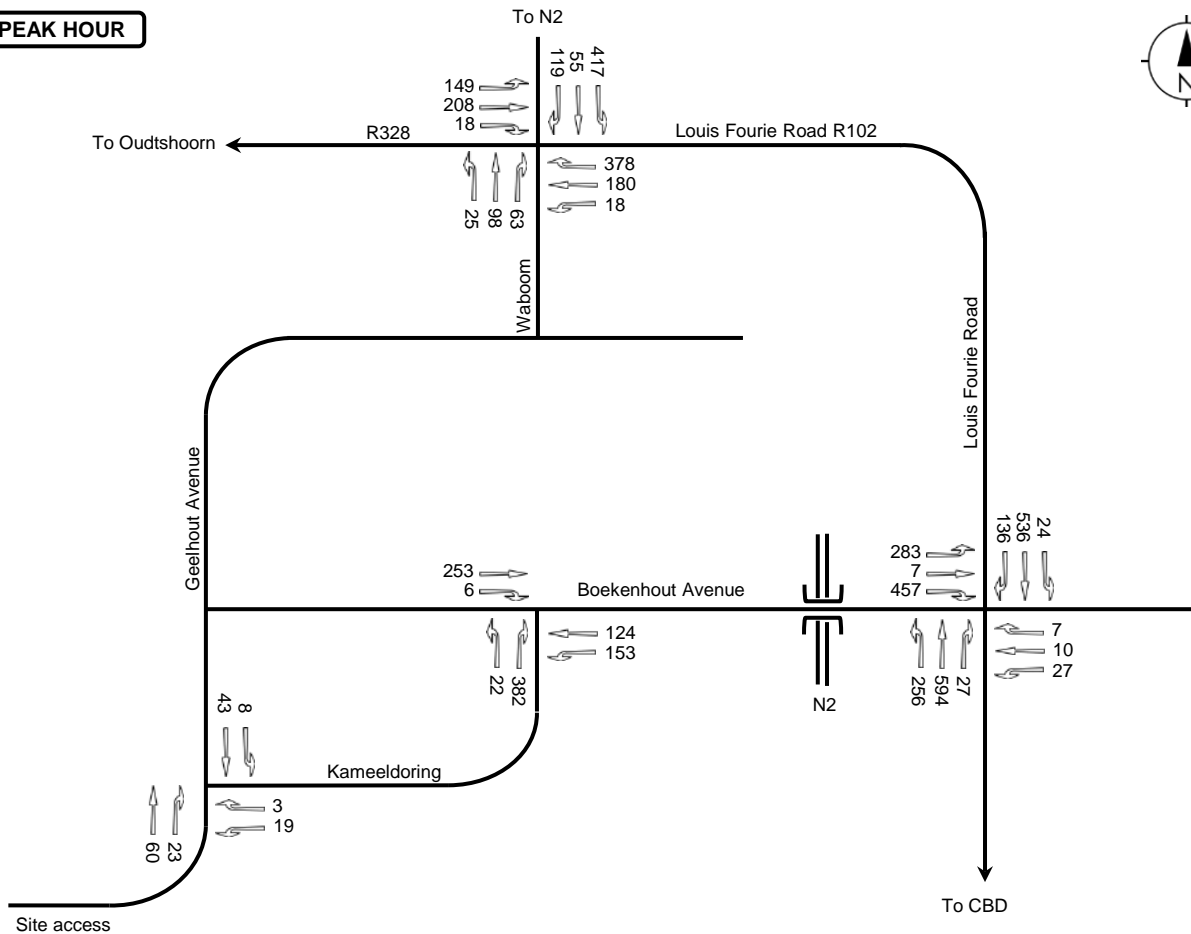 PEAK HOUR
To N2
119
55
417
149
208
18
N
To Oudtshoorn
R328
Louis Fourie Road R102
378
180
18
25
98
63
Waboom
Louis Fourie Road
Geelhout Avenue
136
536
24
283
7
457
253
6
Boekenhout Avenue
124
153
7
10
27
22
382
256
594
27
N2
43
8
Kameeldoring
3
19
60
23
To CBD
Site access